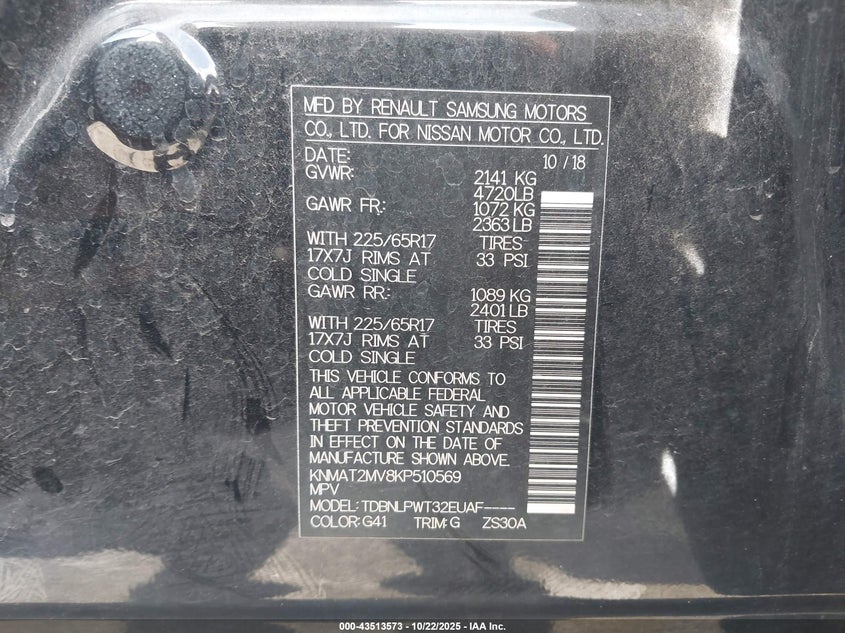 MFD BY RENAULT SAMSUNG MOTORS
CO., LTD. FOR NISSAN MOTOR CO., LTD.
DATE: 10/18
GVWR: 2141 KG
4720LB
GAWR FR: 1072 KG
2363 LB
WITH 225/65R17 TIRES
17X7J RIMS AT 33 PSI
COLD SINGLE
GAWR RR: 1089 KG
2401 LB
WITH 225/65R17 TIRES
17X7J RIMS AT 33 PSI
COLD SINGLE
THIS VEHICLE CONFORMS TO
ALL APPLICABLE FEDERAL
MOTOR VEHICLE SAFETY AND
THEFT PREVENTION STANDARDS
IN EFFECT ON THE DATE OF
MANUFACTURE SHOWN ABOVE.
KNMAT2MV8KP510569
MPV
MODEL: TDBNLPWT32EUAF----
COLOR: G41 TRIM: G ZS30A
000-43513573 - 10/22/2025 - IAA Inc.